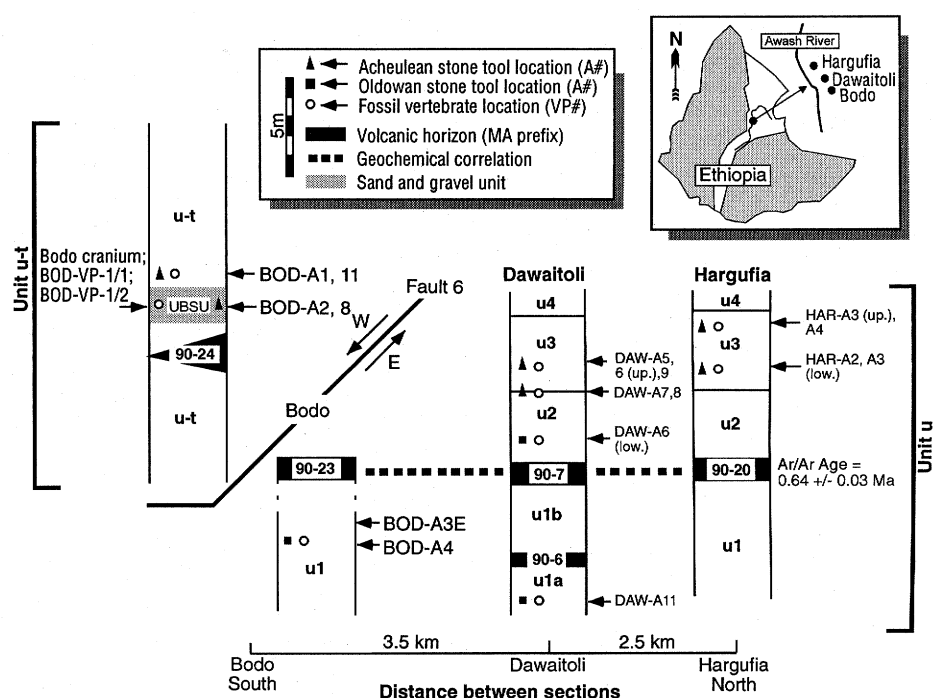 Acheulean stone tool location (A#)
Oldowan stone tool location (A#)
Fossil vertebrate location (VP#)
5m
Volcanic horizon (MA prefix)
Geochemical correlation
Sand and gravel unit
N
Awash River
Hargufia
Dawaitoli
Bodo
Ethiopia
Unit u-t
u-t
Bodo cranium;
BOD-VP-1/1;
BOD-VP-1/2
BOD-A1, 11
UBSU
BOD-A2, 8
90-24
u-t
Fault 6
W
E
Bodo
90-23
BOD-A3E
BOD-A4
u1
Dawaitoli
u4
u3
DAW-A5,
6 (up.),9
DAW-A7,8
u2
DAW-A6
(low.)
90-7
u1b
90-6
u1a
DAW-A11
Hargufia
u4
HAR-A3 (up.),
A4
u3
HAR-A2, A3
(low.)
u2
90-20
Ar/Ar Age =
0.64 +/- 0.03 Ma
u1
Unit u
3.5 km
2.5 km
Bodo
South
Dawaitoli
Hargufia
North
Distance between sections